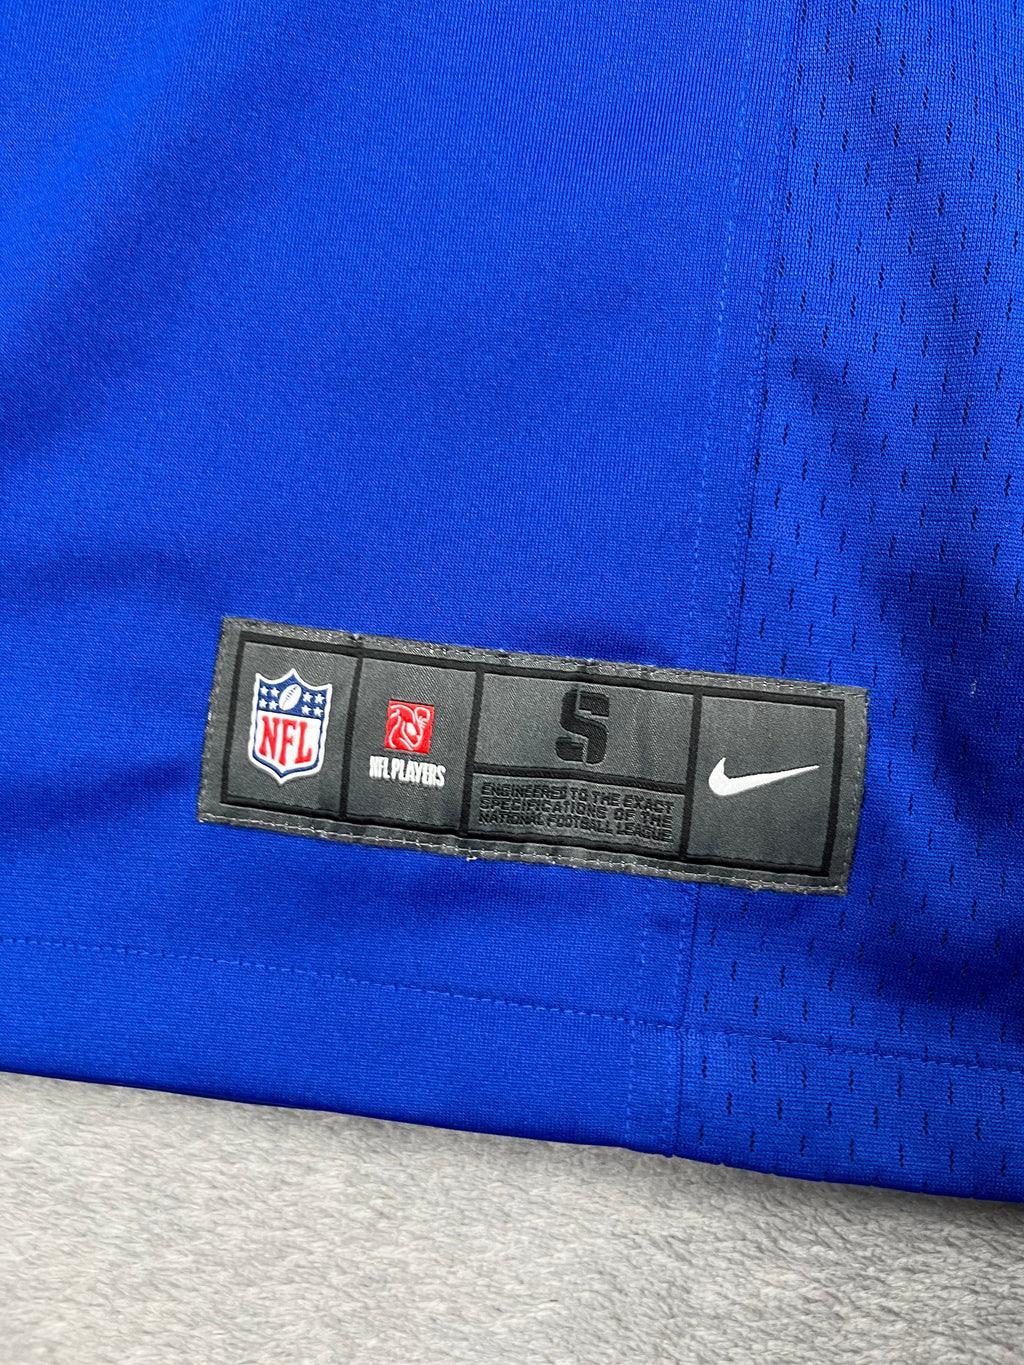 NFL
NFL PLAYERS
S
ENGINEERED TO THE EXACT
SPECIFICATIONS OF THE
NATIONAL FOOTBALL LEAGUE